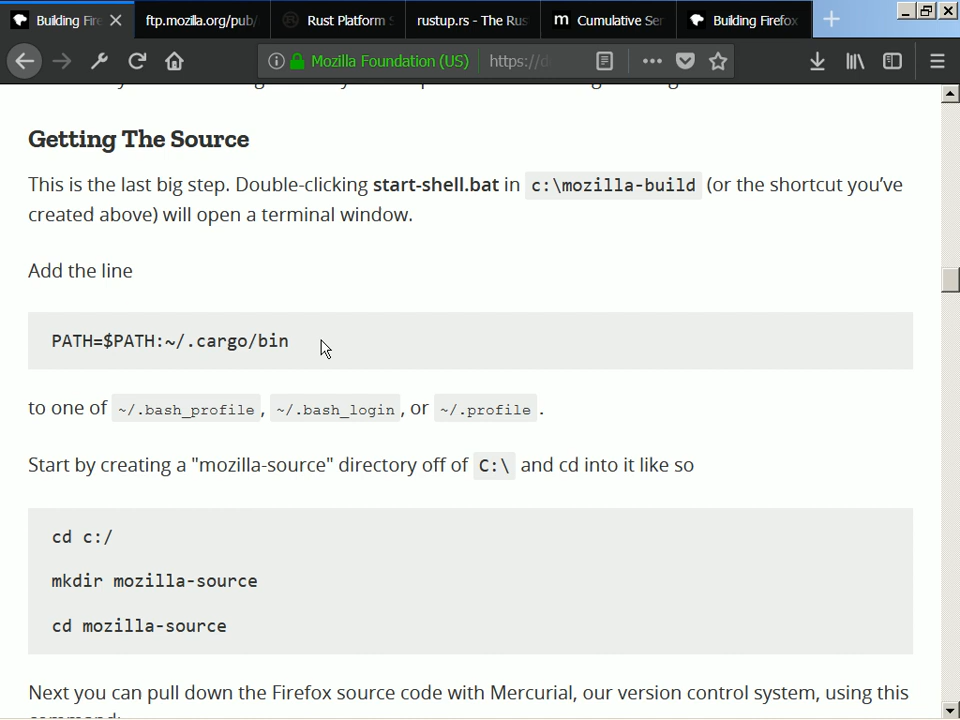 Building Fire
ftp.mozilla.org/pub/
Rust Platform S
rustup.rs - The Rus
Cumulative Ser
Building Firefox
Mozilla Foundation (US)
https://d
Getting The Source
This is the last big step. Double-clicking start-shell.bat in c:\mozilla-build (or the shortcut you've
created above) will open a terminal window.
Add the line
PATH=$PATH:~/.cargo/bin
to one of ~/.bash_profile, ~/.bash_login, or ~/.profile.
Start by creating a "mozilla-source" directory off of C:\ and cd into it like so
cd c:/
mkdir mozilla-source
cd mozilla-source
Next you can pull down the Firefox source code with Mercurial, our version control system, using this
command: